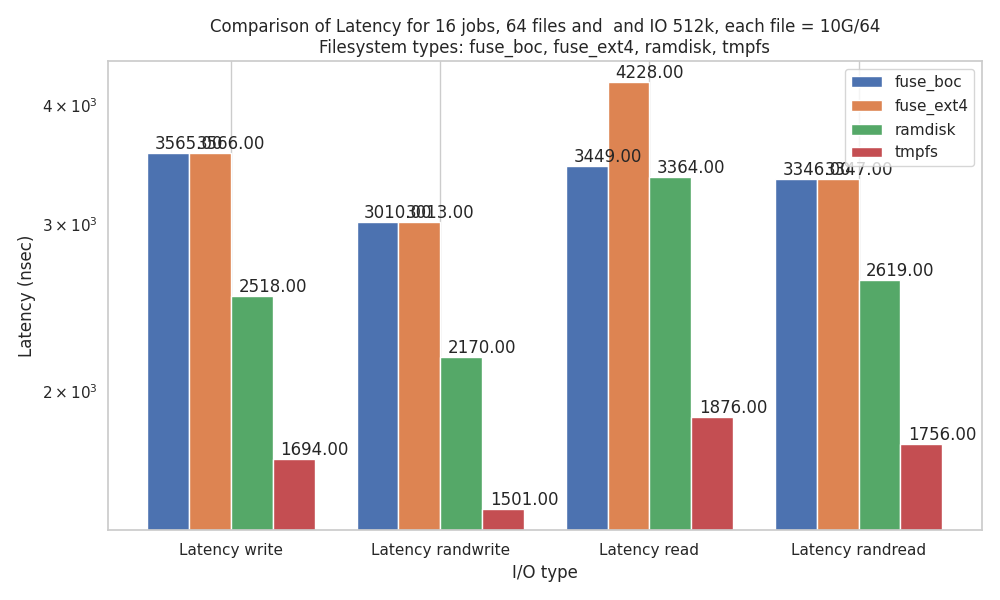 Comparison of Latency for 16 jobs, 64 files and  and IO 512k, each file = 10G/64
Filesystem types: fuse_boc, fuse_ext4, ramdisk, tmpfs
fuse_boc
fuse_ext4
ramdisk
tmpfs
Latency (nsec)
4 × 10³
3 × 10³
2 × 10³
3565.00
3566.00
2518.00
1694.00
3010.00
3013.00
2170.00
1501.00
3449.00
4228.00
3364.00
1876.00
3346.00
3347.00
2619.00
1756.00
Latency write
Latency randwrite
Latency read
Latency randread
I/O type